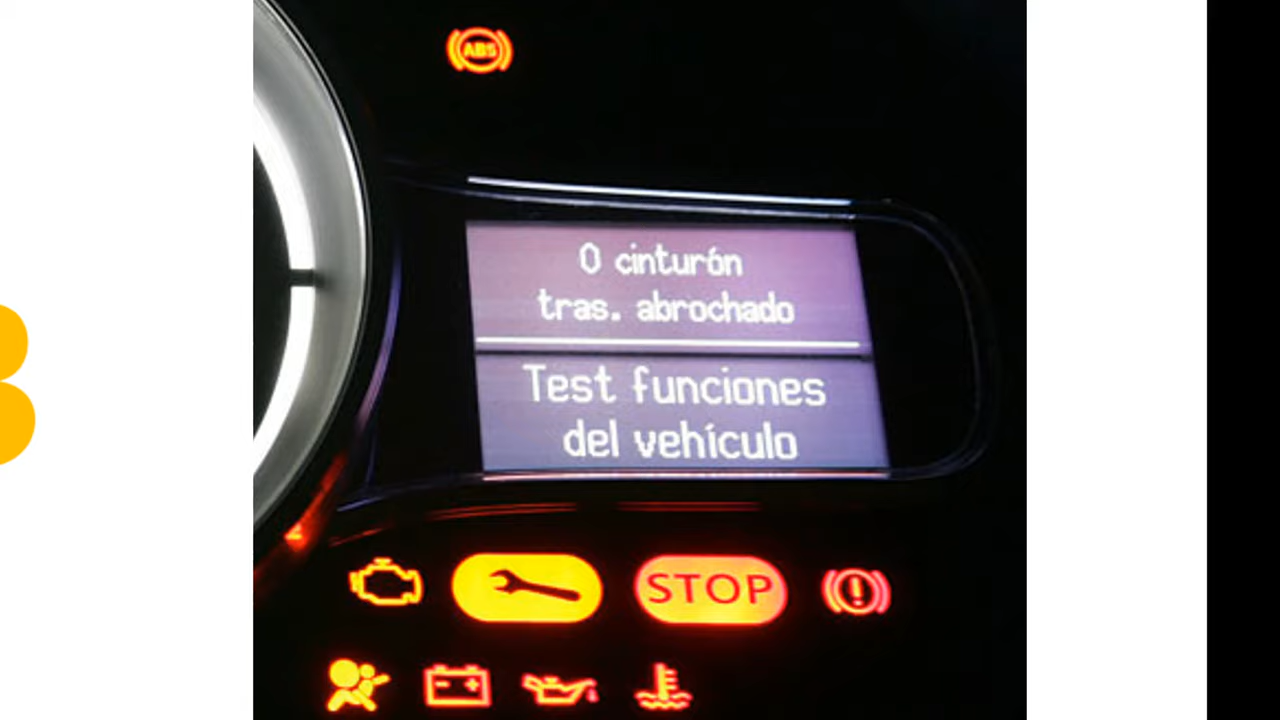 ABS
0 cinturón
tras. abrochado
Test funciones
del vehículo
STOP